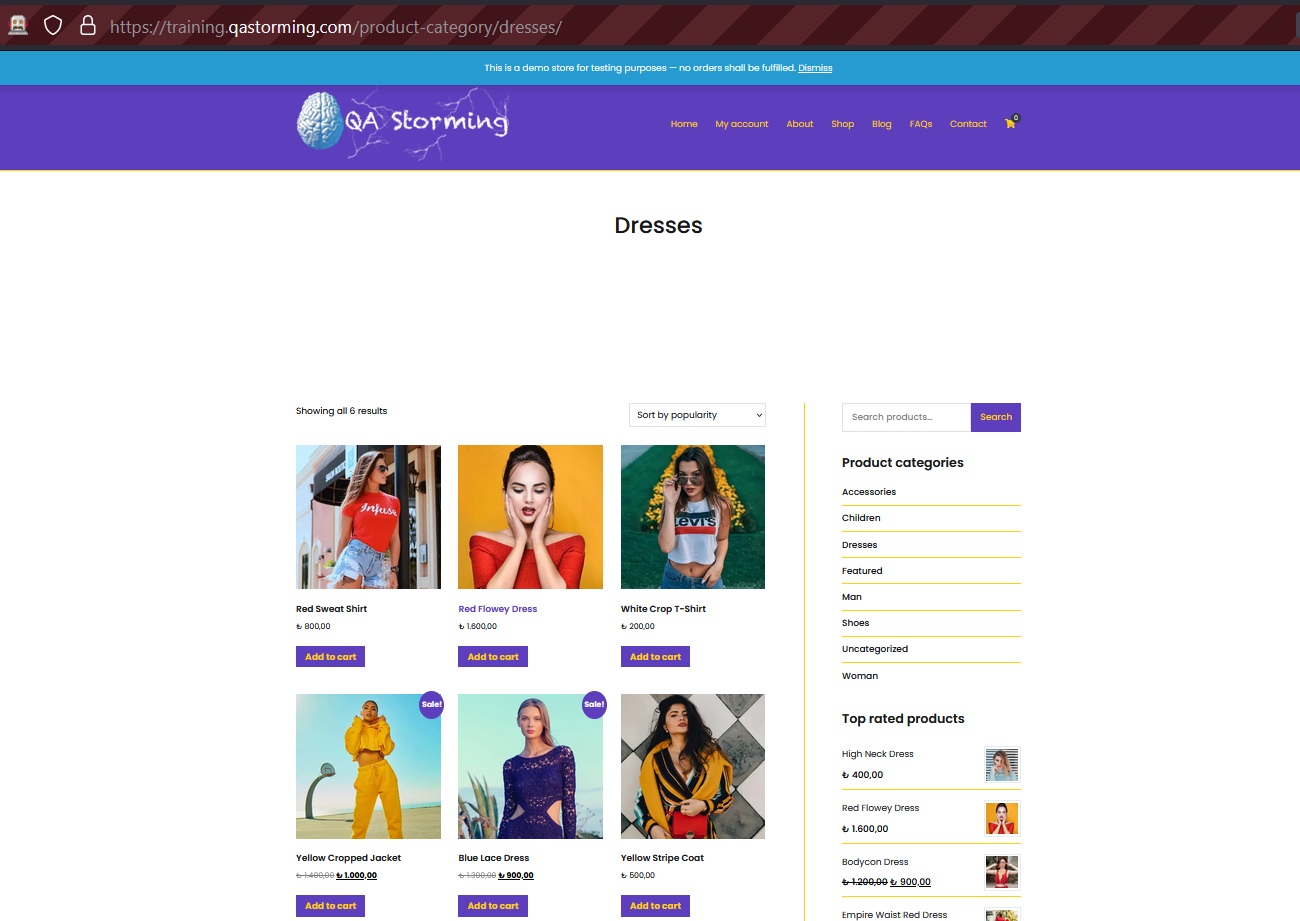 https://training.qastorming.com/product-category/dresses/
This is a demo store for testing purposes — no orders shall be fulfilled. Dismiss
QA Storming
Home My account About Shop Blog FAQs Contact 0
Dresses
Showing all 6 results
Sort by popularity
Search products…
Search
Infuse
LEVI'S
Red Sweat Shirt
₺ 800,00
Add to cart
Red Flowey Dress
₺ 1.600,00
Add to cart
White Crop T-Shirt
₺ 200,00
Add to cart
Sale!
Yellow Cropped Jacket
₺ 1.400,00 ₺ 1.000,00
Add to cart
Sale!
Blue Lace Dress
₺ 1.300,00 ₺ 900,00
Add to cart
Yellow Stripe Coat
₺ 500,00
Add to cart
Product categories
Accessories
Children
Dresses
Featured
Man
Shoes
Uncategorized
Woman
Top rated products
High Neck Dress
₺ 400,00
Red Flowey Dress
₺ 1.600,00
Bodycon Dress
₺ 1.200,00 ₺ 900,00
Empire Waist Red Dress